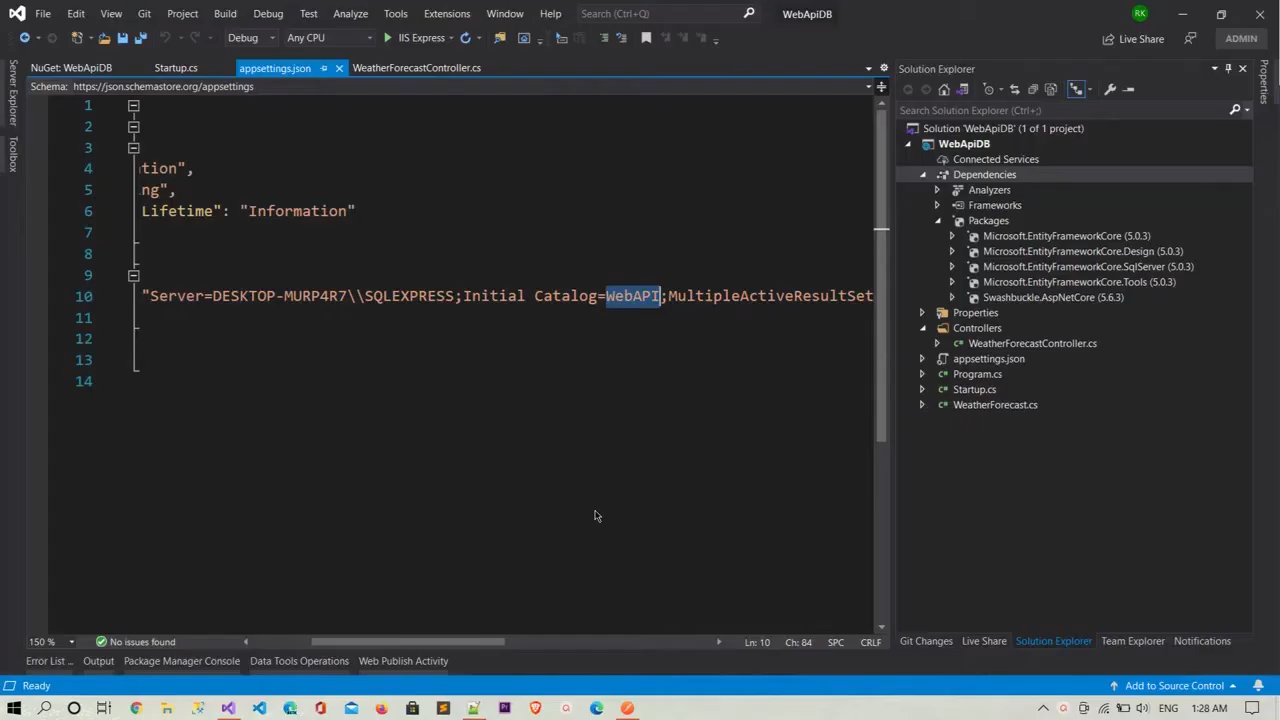 File Edit View Git Project Build Debug Test Analyze Tools Extensions Window Help Search (Ctrl+Q) WebApiDB RK
Debug Any CPU IIS Express Live Share ADMIN
NuGet: WebApiDB Startup.cs appsettings.json WeatherForecastController.cs
Schema: https://json.schemastore.org/appsettings
1
2
3
4 tion",
5 ng",
6 Lifetime": "Information"
7
8
9
10 "Server=DESKTOP-MURP4R7\\SQLEXPRESS;Initial Catalog=WebAPI;MultipleActiveResultSet
11
12
13
14
150 % No issues found Ln: 10 Ch: 84 SPC CRLF
Server Explorer
Toolbox
Solution Explorer
Search Solution Explorer (Ctrl+;)
Solution 'WebApiDB' (1 of 1 project)
WebApiDB
Connected Services
Dependencies
Analyzers
Frameworks
Packages
Microsoft.EntityFrameworkCore (5.0.3)
Microsoft.EntityFrameworkCore.Design (5.0.3)
Microsoft.EntityFrameworkCore.SqlServer (5.0.3)
Microsoft.EntityFrameworkCore.Tools (5.0.3)
Swashbuckle.AspNetCore (5.6.3)
Properties
Controllers
WeatherForecastController.cs
appsettings.json
Program.cs
Startup.cs
WeatherForecast.cs
Git Changes Live Share Solution Explorer Team Explorer Notifications
Properties
Error List ... Output Package Manager Console Data Tools Operations Web Publish Activity
Ready Add to Source Control
ENG 1:28 AM